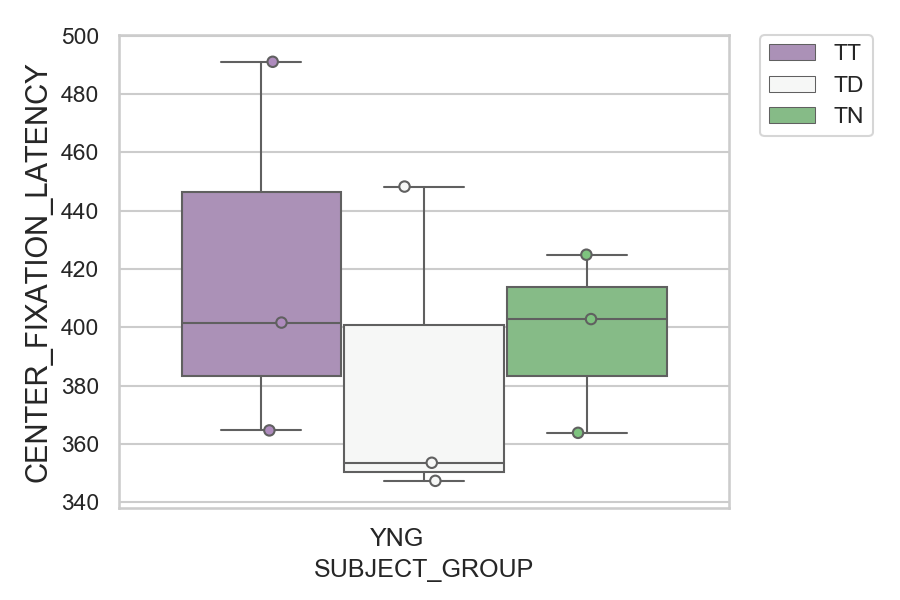 CENTER_FIXATION_LATENCY
500
480
460
440
420
400
380
360
340
YNG
SUBJECT_GROUP
TT
TD
TN